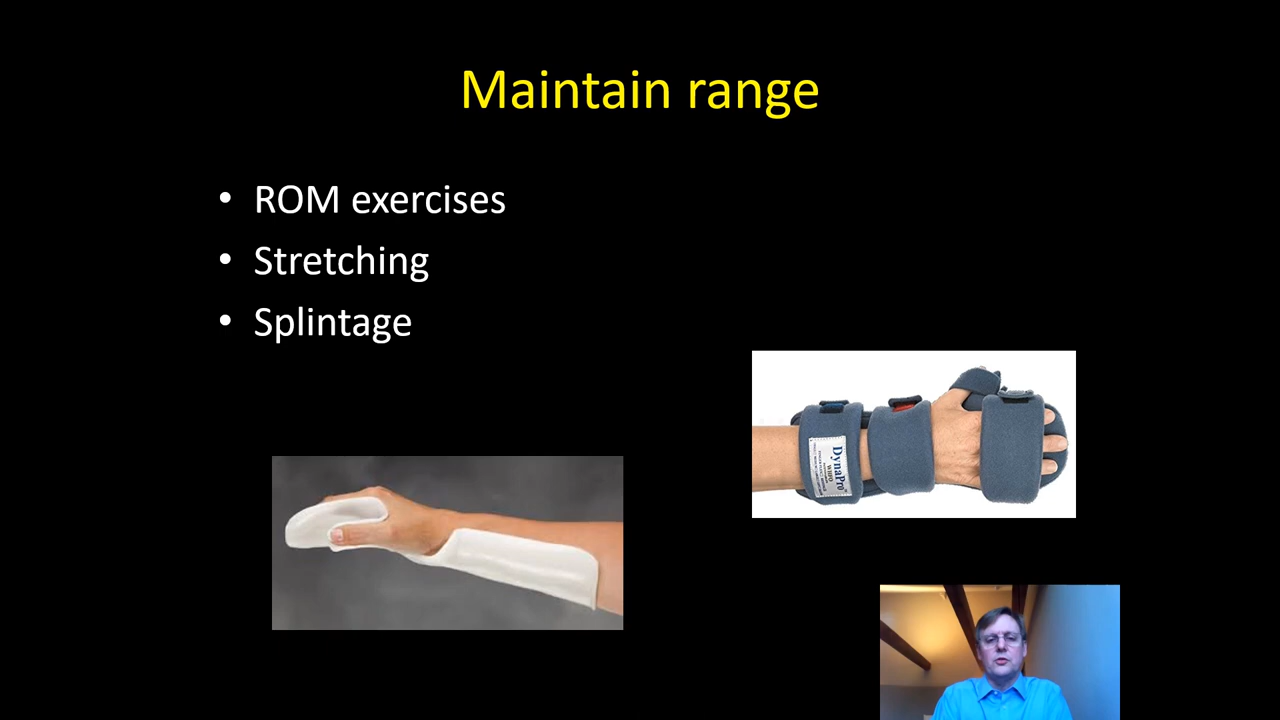 Maintain range
• ROM exercises
• Stretching
• Splintage
DynaPro